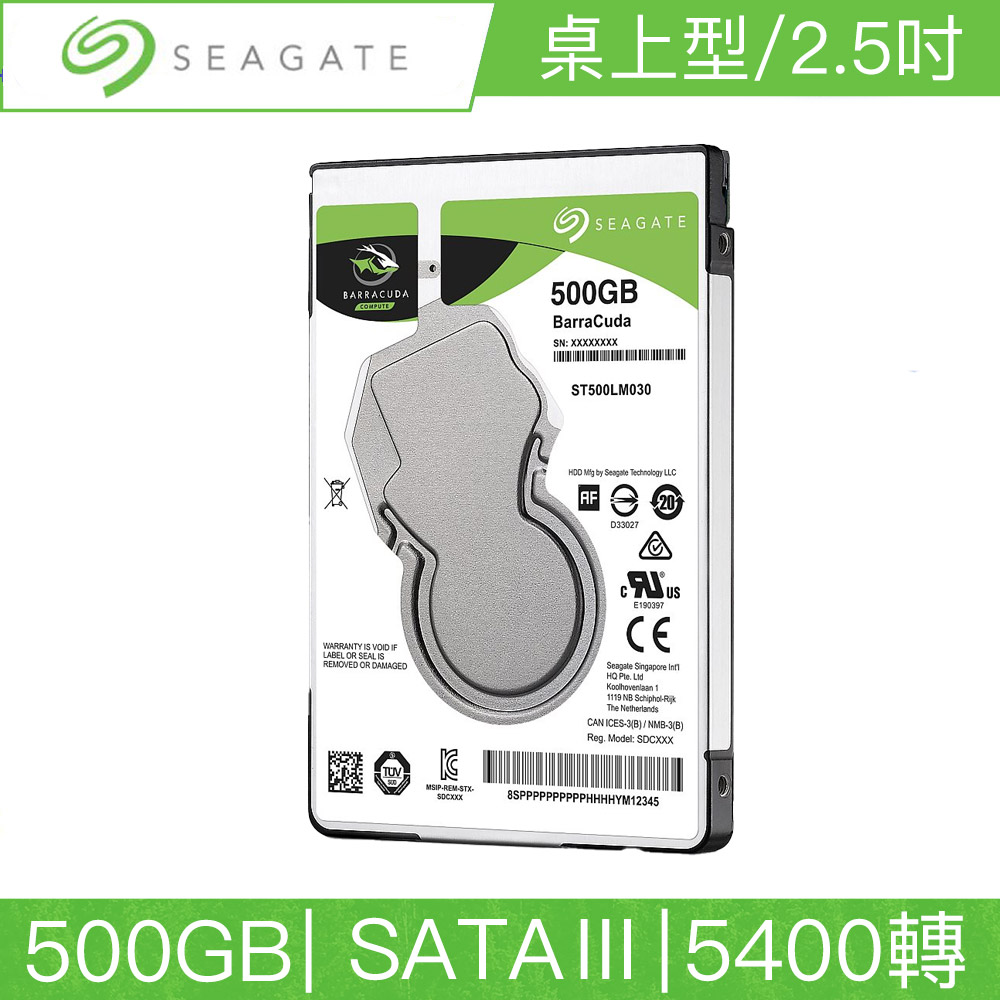 SEAGATE
桌上型/2.5吋
SEAGATE
BARRACUDA
COMPUTE
500GB
BarraCuda
SN: XXXXXXXX
ST500LM030
HDD Mfg by Seagate Technology LLC
AF
20
D33027
c RU® US
E190397
CE
WARRANTY IS VOID IF
LABEL OR SEAL IS
REMOVED OR DAMAGED
Seagate Singapore Int'l
HQ Pte. Ltd
Koolhovenlaan 1
1119 NB Schiphol-Rijk
The Netherlands
CAN ICES-3(B) / NMB-3(B)
Reg. Model: SDCXXX
TÜV
SÜD
MSIP-REM-STX-
SDCXXX
8SPPPPPPPPPPHHHHYM12345
500GB| SATAⅢ |5400轉